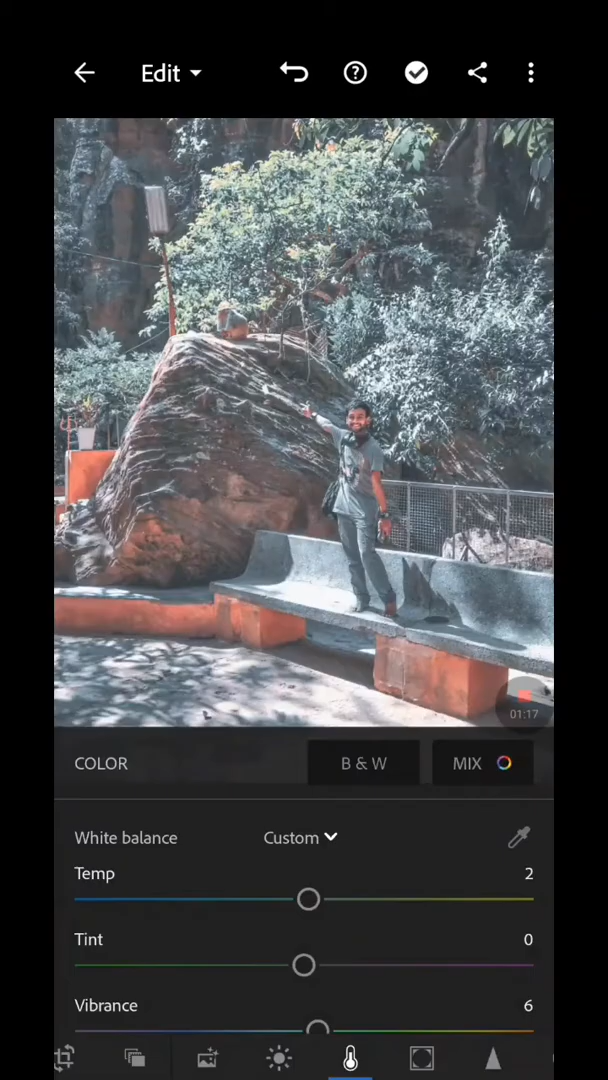 Edit
01:17
COLOR
B & W
MIX
White balance
Custom
Temp
2
Tint
0
Vibrance
6